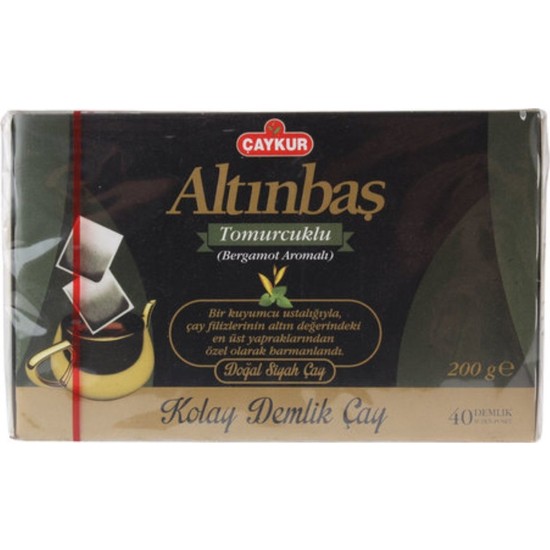 ÇAYKUR
Altınbaş
Tomurcuklu
(Bergamot Aromalı)
Bir kuyumcu ustalığıyla,
çay filizlerinin altın değerindeki
en üst yapraklarından
özel olarak harmanlandı.
Doğal Siyah Çay
200 g e
Kolay Demlik Çay
40 DEMLİK